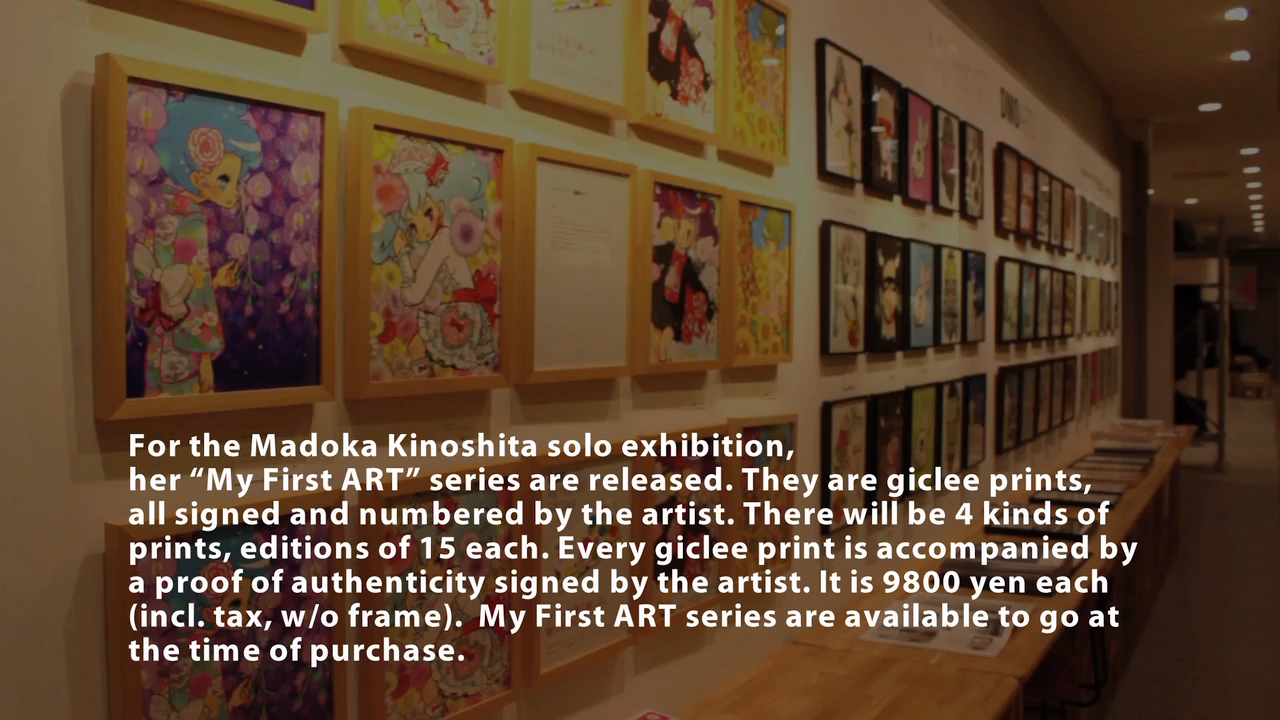 For the Madoka Kinoshita solo exhibition,
her “My First ART” series are released. They are giclee prints,
all signed and numbered by the artist. There will be 4 kinds of
prints, editions of 15 each. Every giclee print is accompanied by
a proof of authenticity signed by the artist. It is 9800 yen each
(incl. tax, w/o frame).  My First ART series are available to go at
the time of purchase.